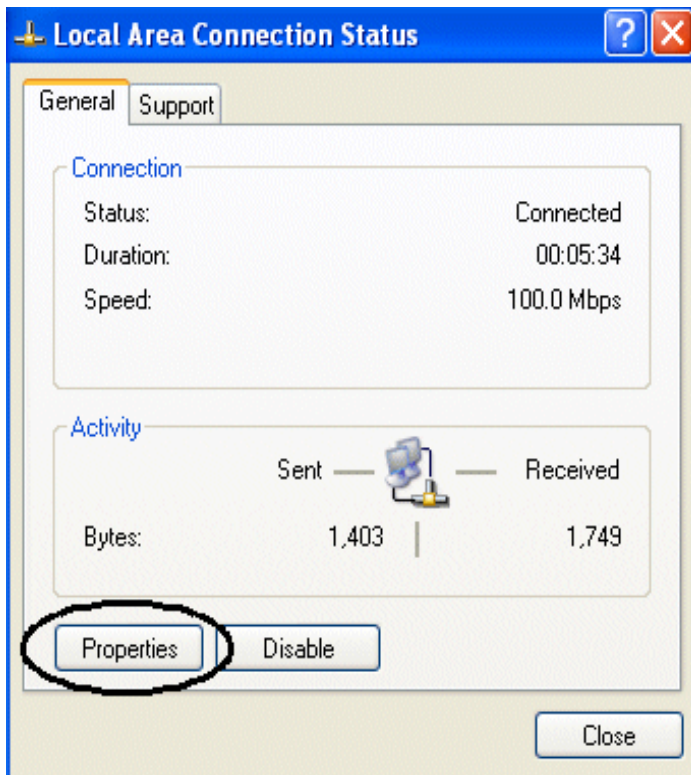 Local Area Connection Status
General Support
Connection
Status: Connected
Duration: 00:05:34
Speed: 100.0 Mbps
Activity
Sent Received
Bytes: 1,403 1,749
Properties Disable
Close